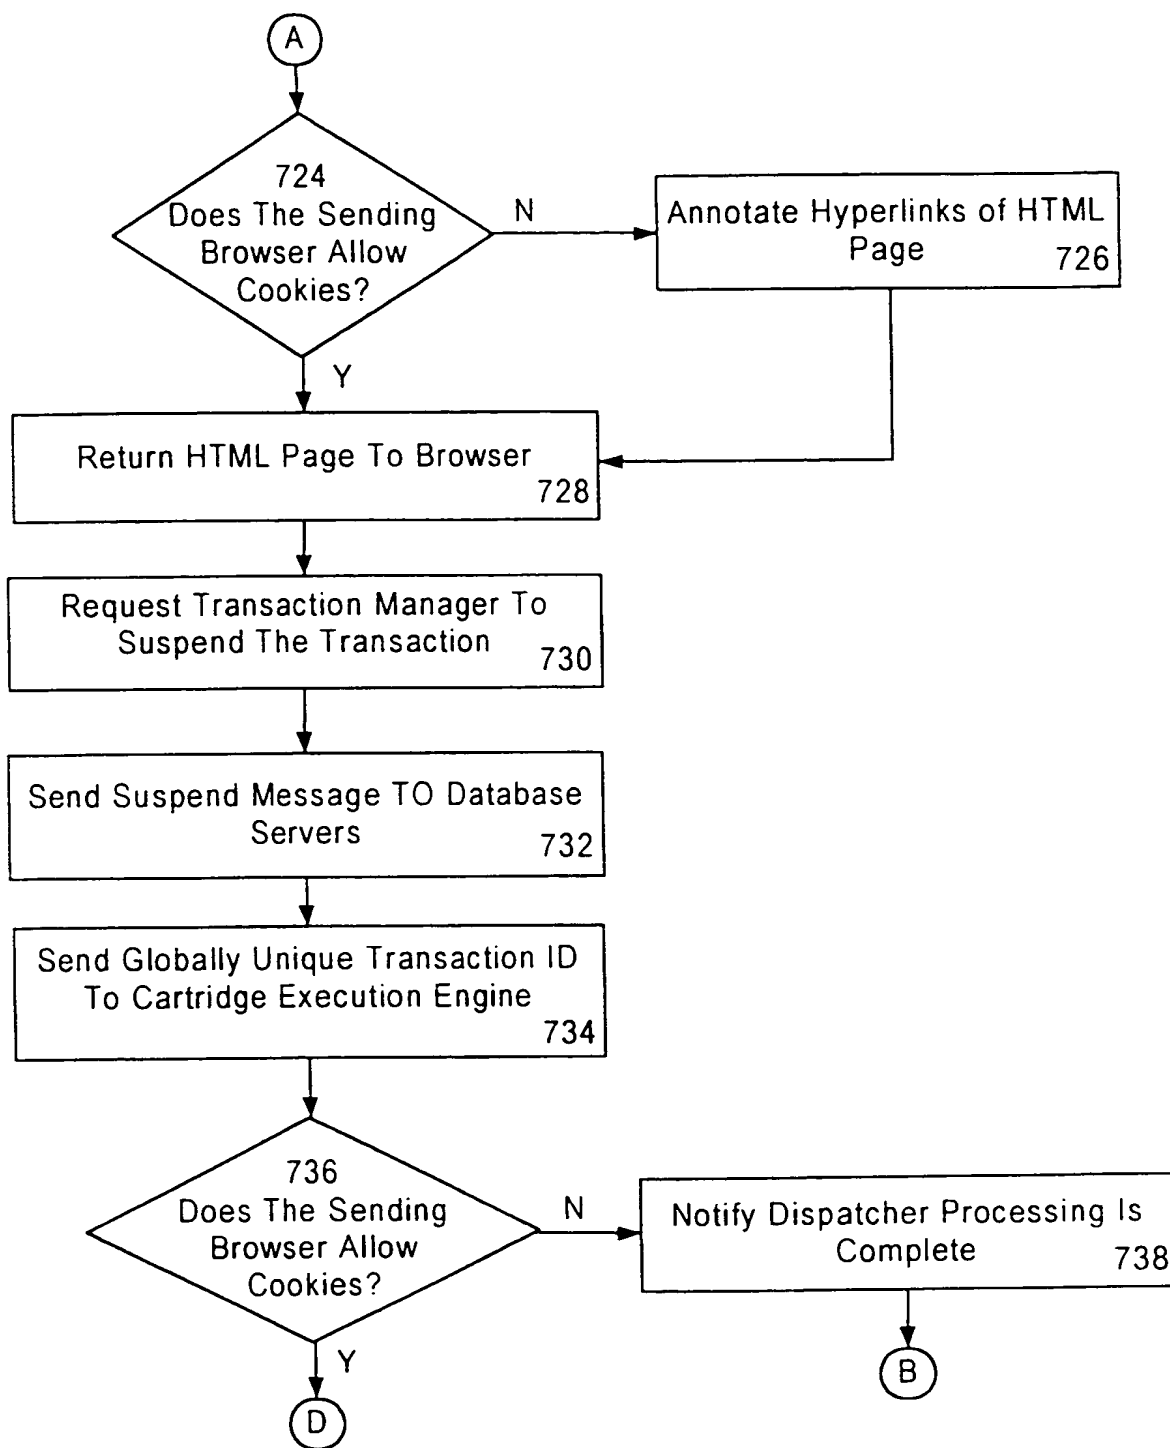 A
724
Does The Sending
Browser Allow
Cookies?
N
Annotate Hyperlinks of HTML
Page
726
Y
Return HTML Page To Browser
728
Request Transaction Manager To
Suspend The Transaction
730
Send Suspend Message TO Database
Servers
732
Send Globally Unique Transaction ID
To Cartridge Execution Engine
734
736
Does The Sending
Browser Allow
Cookies?
N
Notify Dispatcher Processing Is
Complete
738
Y
B
D